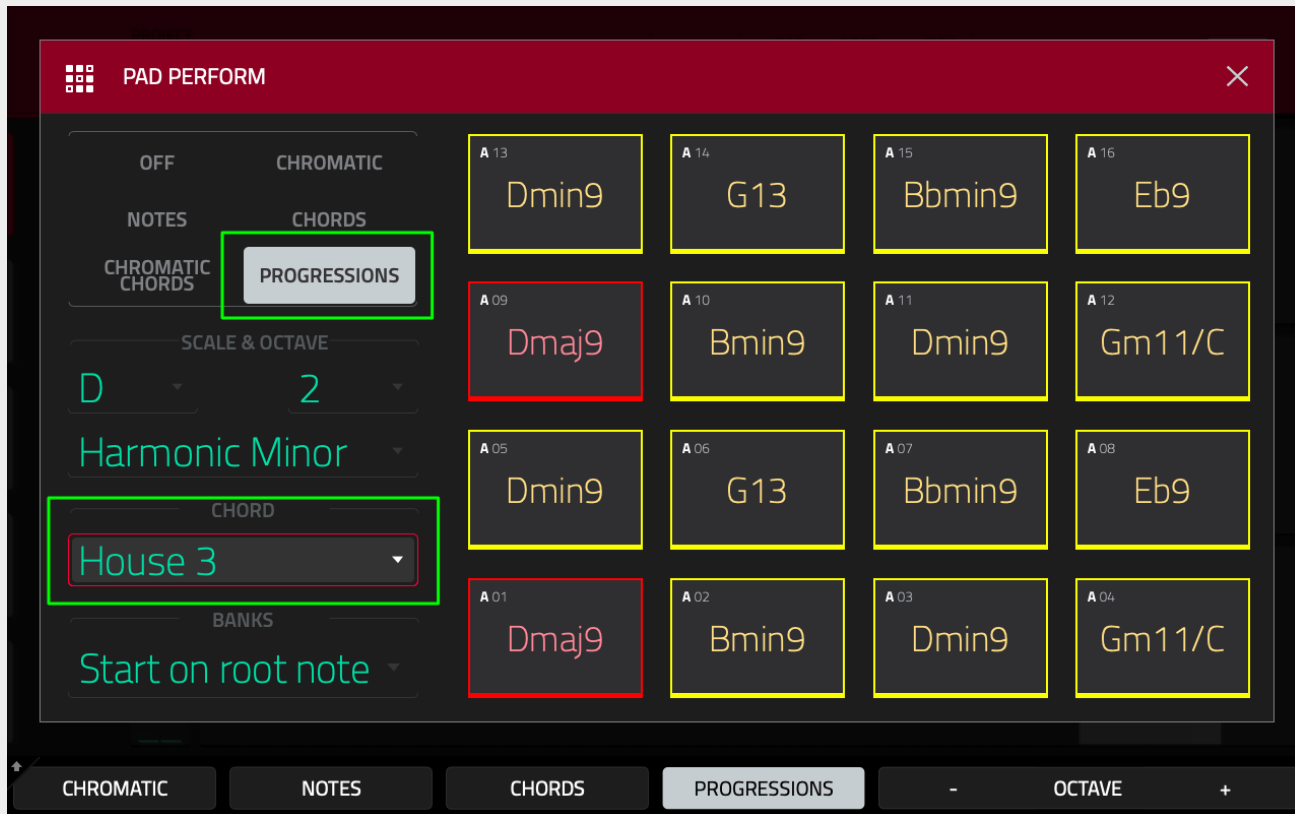 PAD PERFORM
OFF CHROMATIC
NOTES CHORDS
CHROMATIC CHORDS PROGRESSIONS
SCALE & OCTAVE
D 2
Harmonic Minor
CHORD
House 3
BANKS
Start on root note
A 13 A 14 A 15 A 16
Dmin9 G13 Bbmin9 Eb9
A 09 A 10 A 11 A 12
Dmaj9 Bmin9 Dmin9 Gm11/C
A 05 A 06 A 07 A 08
Dmin9 G13 Bbmin9 Eb9
A 01 A 02 A 03 A 04
Dmaj9 Bmin9 Dmin9 Gm11/C
CHROMATIC NOTES CHORDS PROGRESSIONS - OCTAVE +